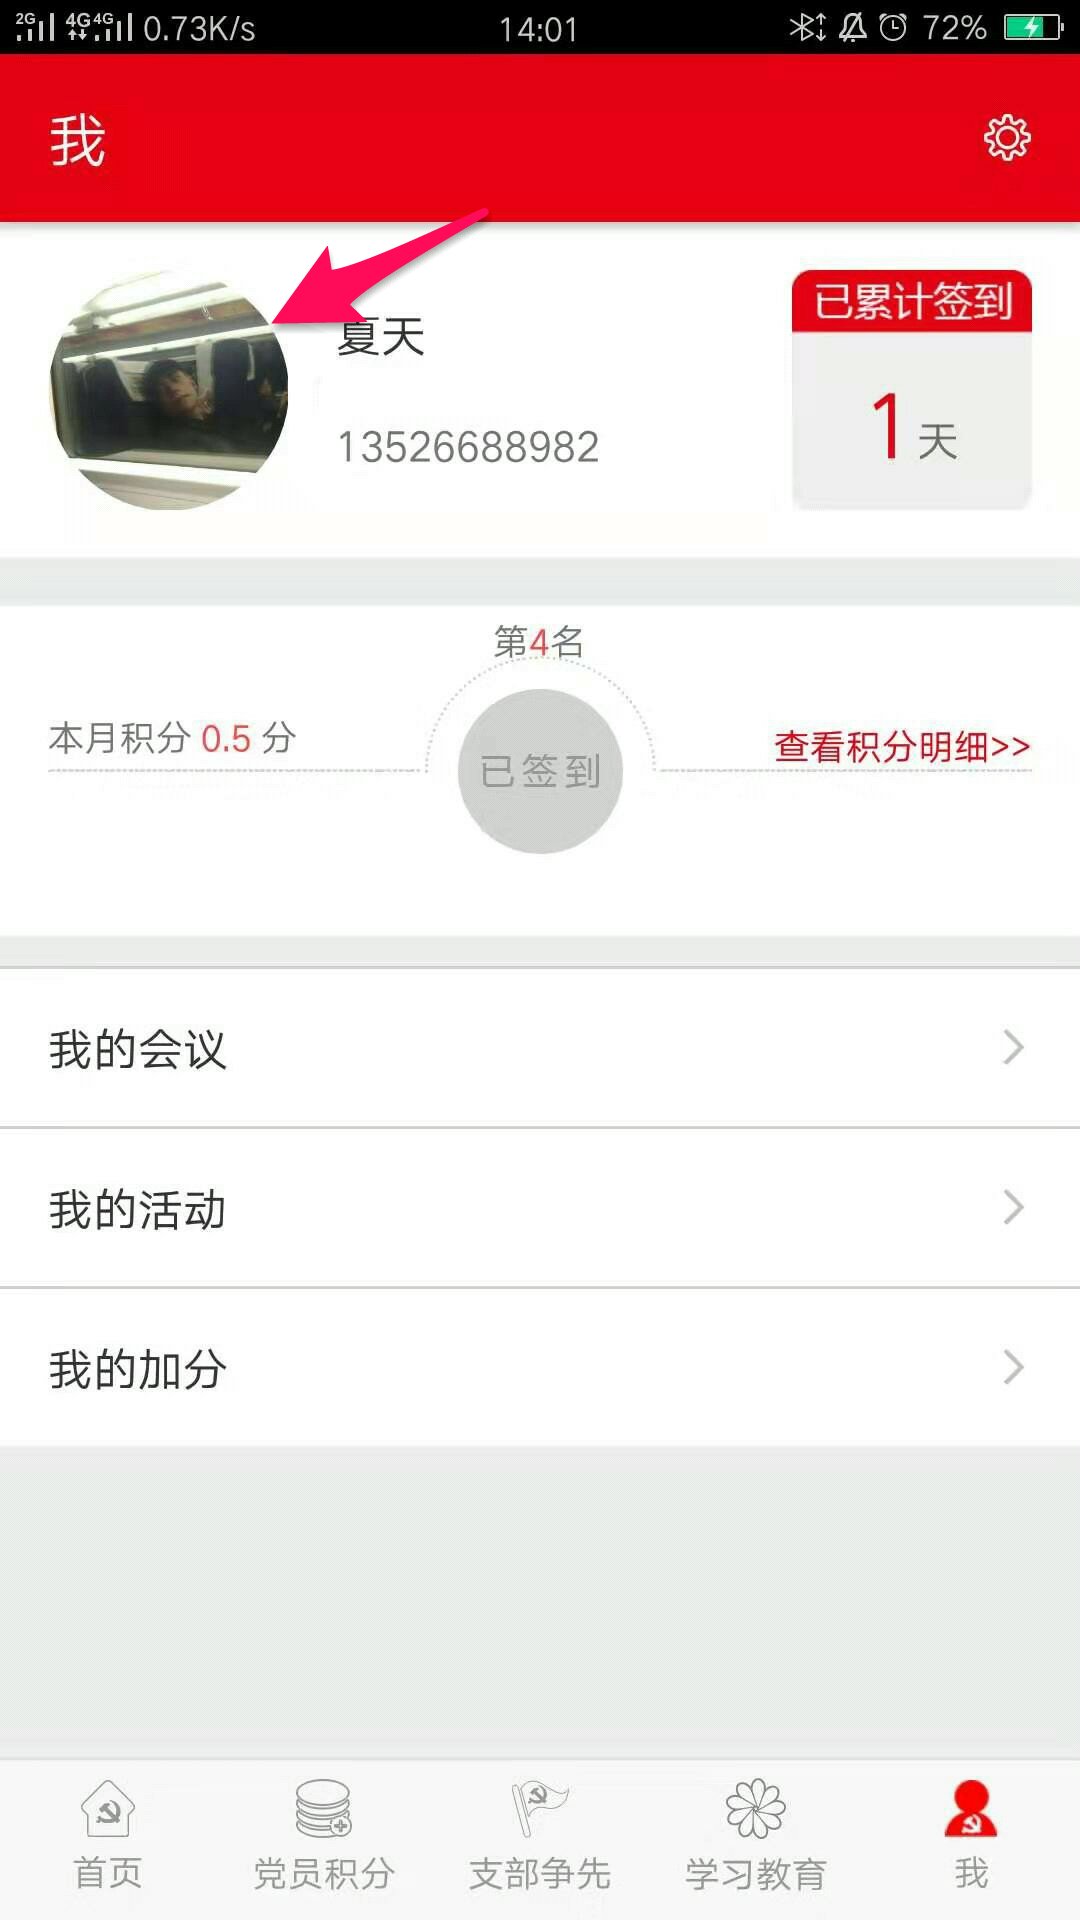 2G 4G 4G 0.73K/s 14:01 72%
我
夏天
13526688982
已累计签到
1天
第4名
本月积分 0.5 分
已签到
查看积分明细>>
我的会议
我的活动
我的加分
首页 党员积分 支部争先 学习教育 我